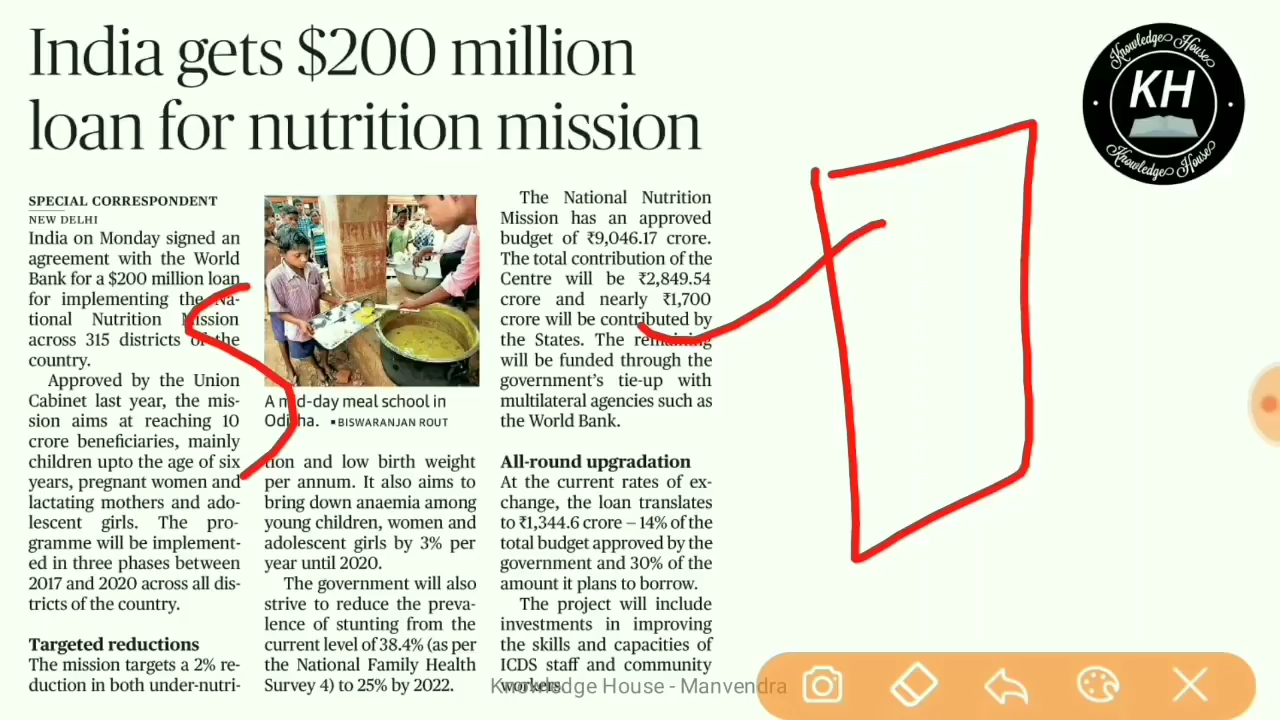 India gets $200 million
loan for nutrition mission
SPECIAL CORRESPONDENT
NEW DELHI
India on Monday signed an
agreement with the World
Bank for a $200 million loan
for implementing the Na-
tional Nutrition Mission
across 315 districts of the
country.
Approved by the Union
Cabinet last year, the mis-
sion aims at reaching 10
crore beneficiaries, mainly
children upto the age of six
years, pregnant women and
lactating mothers and ado-
lescent girls. The pro-
gramme will be implement-
ed in three phases between
2017 and 2020 across all dis-
tricts of the country.
Targeted reductions
The mission targets a 2% re-
duction in both under-nutri-
A mid-day meal school in
Odisha. ▪BISWARANJAN ROUT
tion and low birth weight
per annum. It also aims to
bring down anaemia among
young children, women and
adolescent girls by 3% per
year until 2020.
The government will also
strive to reduce the preva-
lence of stunting from the
current level of 38.4% (as per
the National Family Health
Survey 4) to 25% by 2022.
The National Nutrition
Mission has an approved
budget of ₹9,046.17 crore.
The total contribution of the
Centre will be ₹2,849.54
crore and nearly ₹1,700
crore will be contributed by
the States. The remaining
will be funded through the
government's tie-up with
multilateral agencies such as
the World Bank.
All-round upgradation
At the current rates of ex-
change, the loan translates
to ₹1,344.6 crore – 14% of the
total budget approved by the
government and 30% of the
amount it plans to borrow.
The project will include
investments in improving
the skills and capacities of
ICDS staff and community
workers.
Knowledge House
KH
Knowledge House
Knowledge House - Manvendra